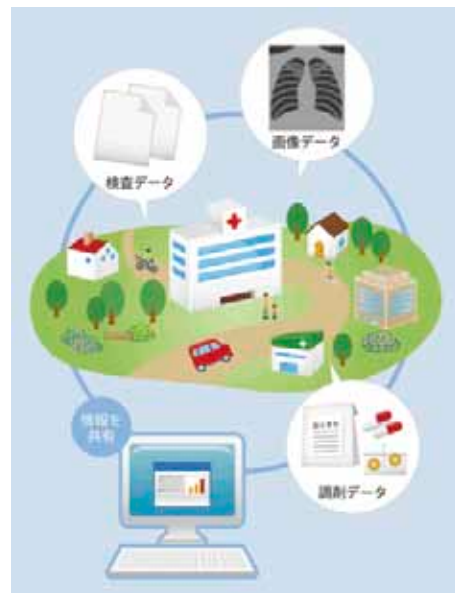 画像データ
検査データ
情報を
共有
調剤データ